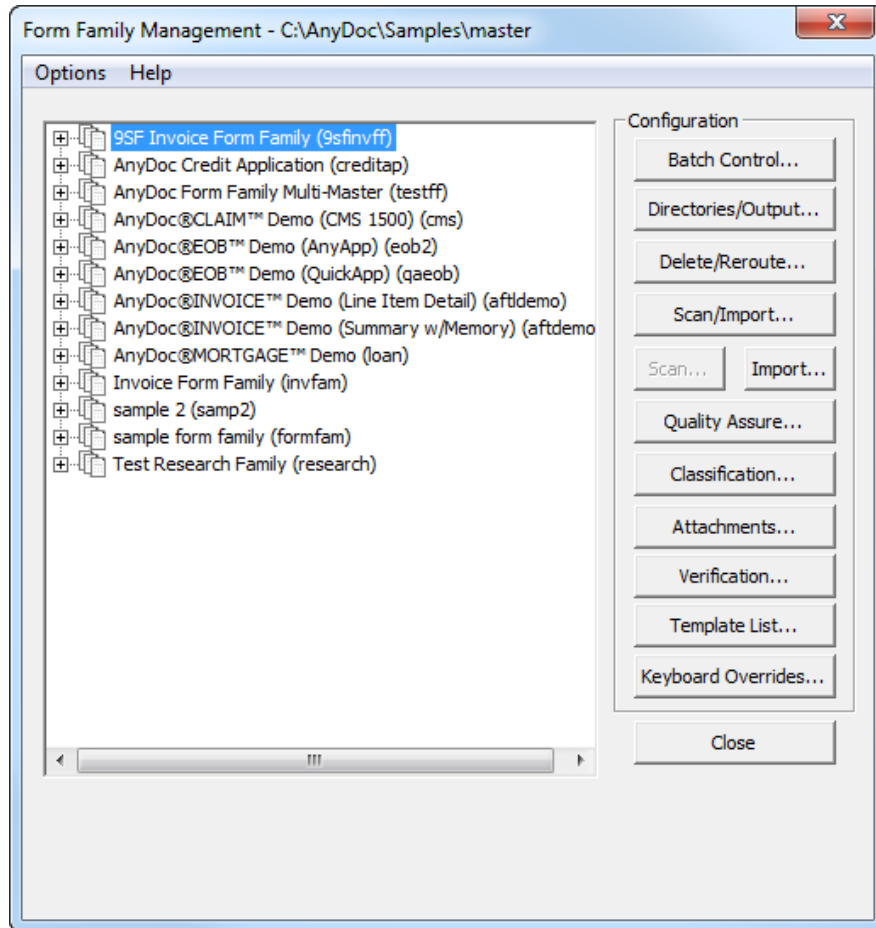 Form Family Management - C:\AnyDoc\Samples\master
Options Help
9SF Invoice Form Family (9sfinvff)
AnyDoc Credit Application (creditap)
AnyDoc Form Family Multi-Master (testff)
AnyDoc®CLAIM™ Demo (CMS 1500) (cms)
AnyDoc®EOB™ Demo (AnyApp) (eob2)
AnyDoc®EOB™ Demo (QuickApp) (qaeob)
AnyDoc®INVOICE™ Demo (Line Item Detail) (aftldemo)
AnyDoc®INVOICE™ Demo (Summary w/Memory) (aftdemo
AnyDoc®MORTGAGE™ Demo (loan)
Invoice Form Family (invfam)
sample 2 (samp2)
sample form family (formfam)
Test Research Family (research)
Configuration
Batch Control...
Directories/Output...
Delete/Reroute...
Scan/Import...
Scan... Import...
Quality Assure...
Classification...
Attachments...
Verification...
Template List...
Keyboard Overrides...
Close